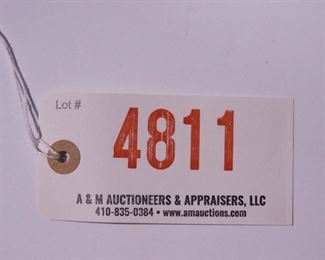 Lot #
4811
A & M AUCTIONEERS & APPRAISERS, LLC
410-835-0384 • www.amauctions.com